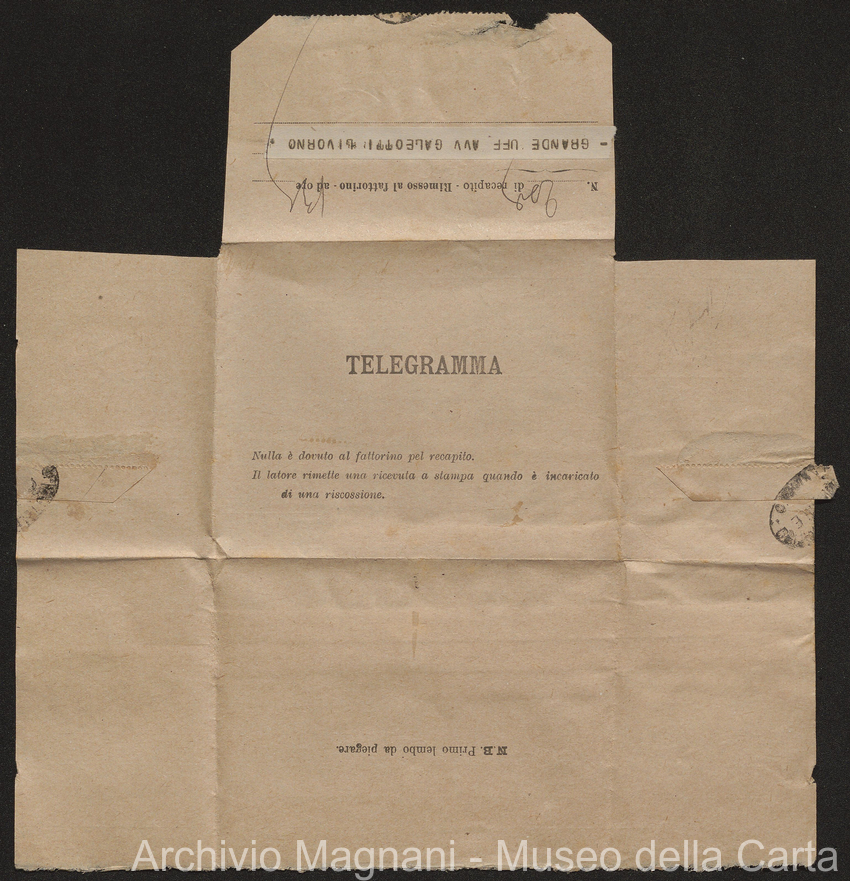 - GRANDE UFF AVV GALEOTTI LIVORNO .
N. di recapito - Rimesso al fattorino - ad ore
TELEGRAMMA
Nulla è dovuto al fattorino pel recapito.
Il latore rimette una ricevuta a stampa quando è incaricato
di una riscossione.
N.B. Primo lembo da piegare.
Archivio Magnani - Museo della Carta